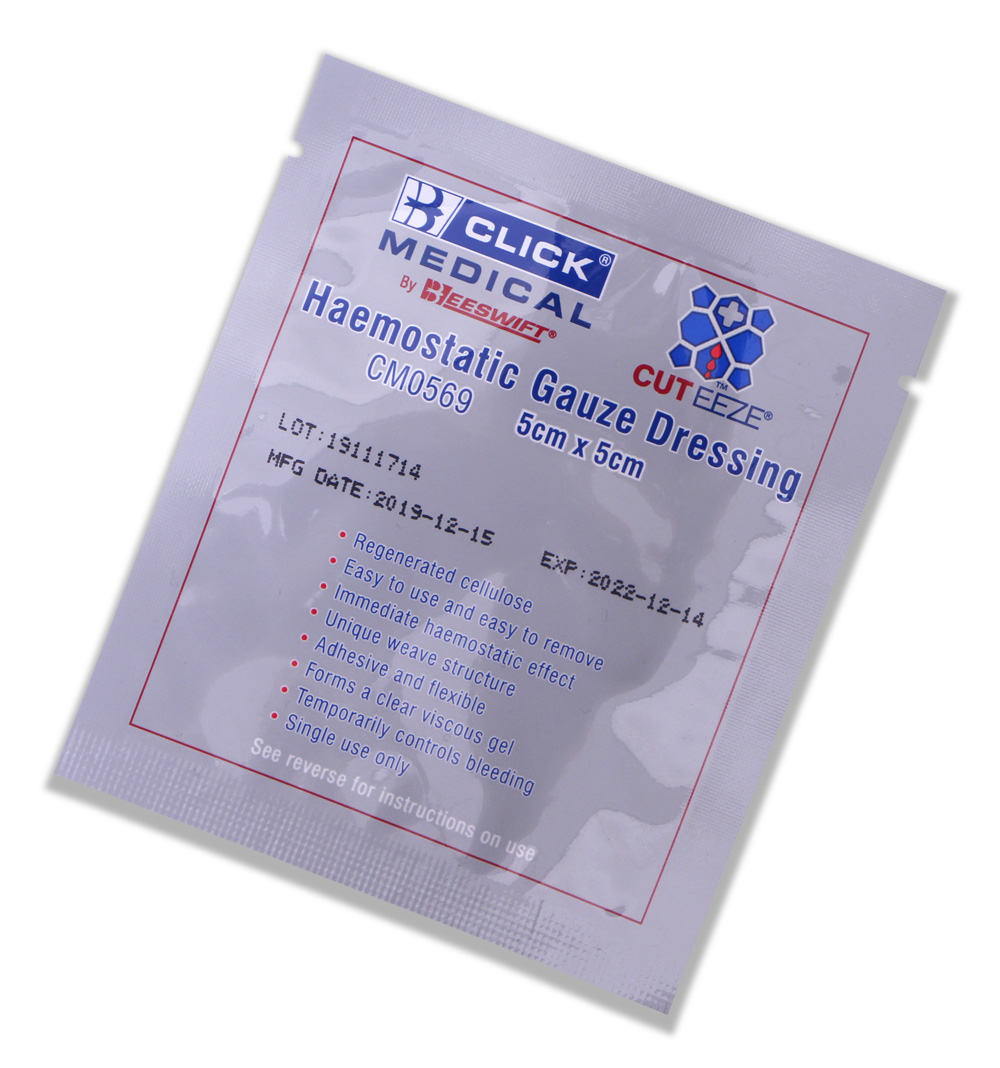 B CLICK®
MEDICAL
By BEESWIFT®
CUTEEZE®
™
Haemostatic Gauze Dressing
CM0569
5cm x 5cm
LOT:19111714
MFG DATE:2019-12-15
EXP:2022-12-14
• Regenerated cellulose
• Easy to use and easy to remove
• Immediate haemostatic effect
• Unique weave structure
• Adhesive and flexible
• Forms a clear viscous gel
• Temporarily controls bleeding
• Single use only
See reverse for instructions on use